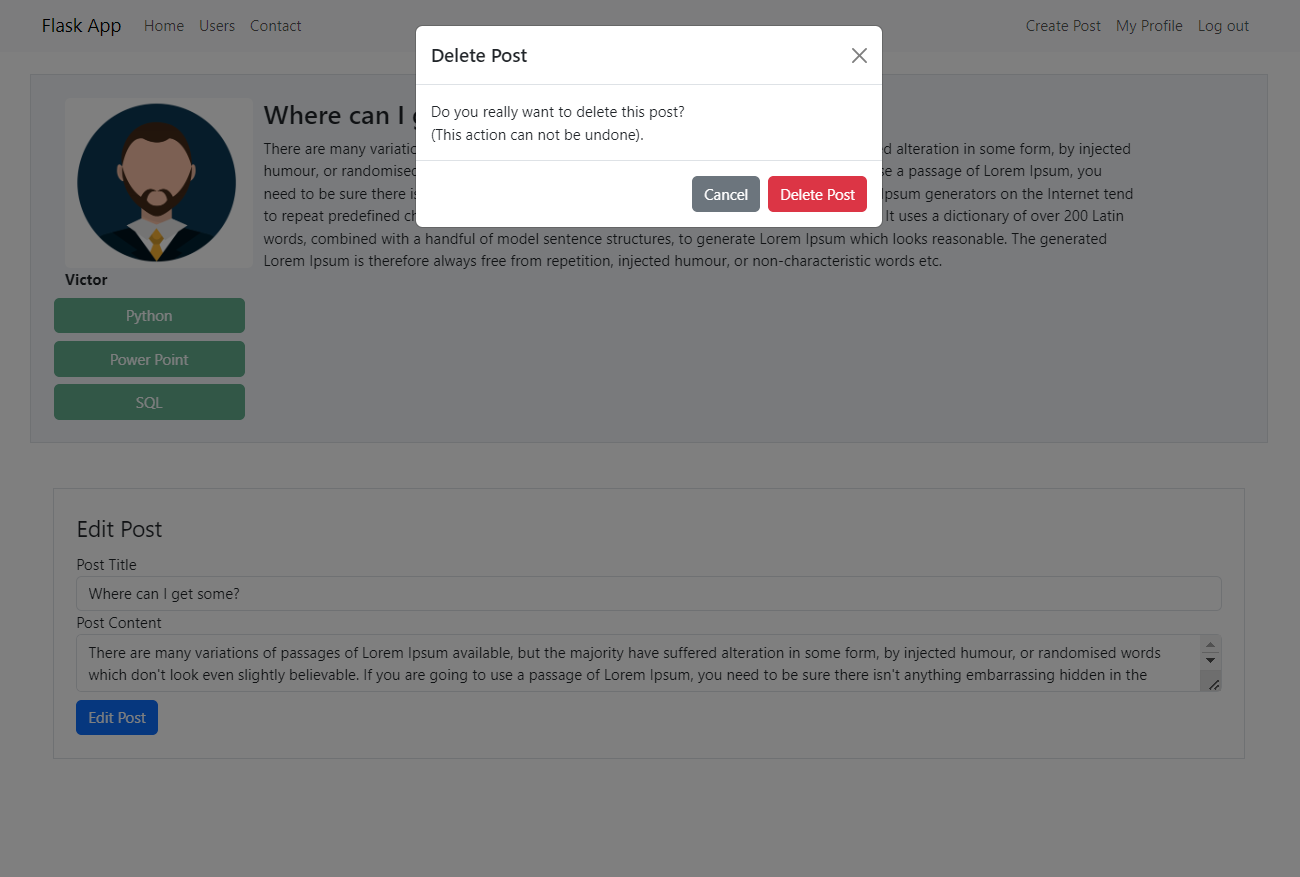 Flask App Home Users Contact Create Post My Profile Log out
Delete Post
Do you really want to delete this post?
(This action can not be undone).
Cancel Delete Post
Where can I
There are many alteration in some form, by injected
humour, or randomised a passage of Lorem Ipsum, you
need to be sure there Ipsum generators on the Internet tend
to repeat predefined It uses a dictionary of over 200 Latin
words, combined with a handful of model sentence structures, to generate Lorem Ipsum which looks reasonable. The generated
Lorem Ipsum is therefore always free from repetition, injected humour, or non-characteristic words etc.
Victor
Python
Power Point
SQL
Edit Post
Post Title
Where can I get some?
Post Content
There are many variations of passages of Lorem Ipsum available, but the majority have suffered alteration in some form, by injected humour, or randomised words
which don't look even slightly believable. If you are going to use a passage of Lorem Ipsum, you need to be sure there isn't anything embarrassing hidden in the
Edit Post